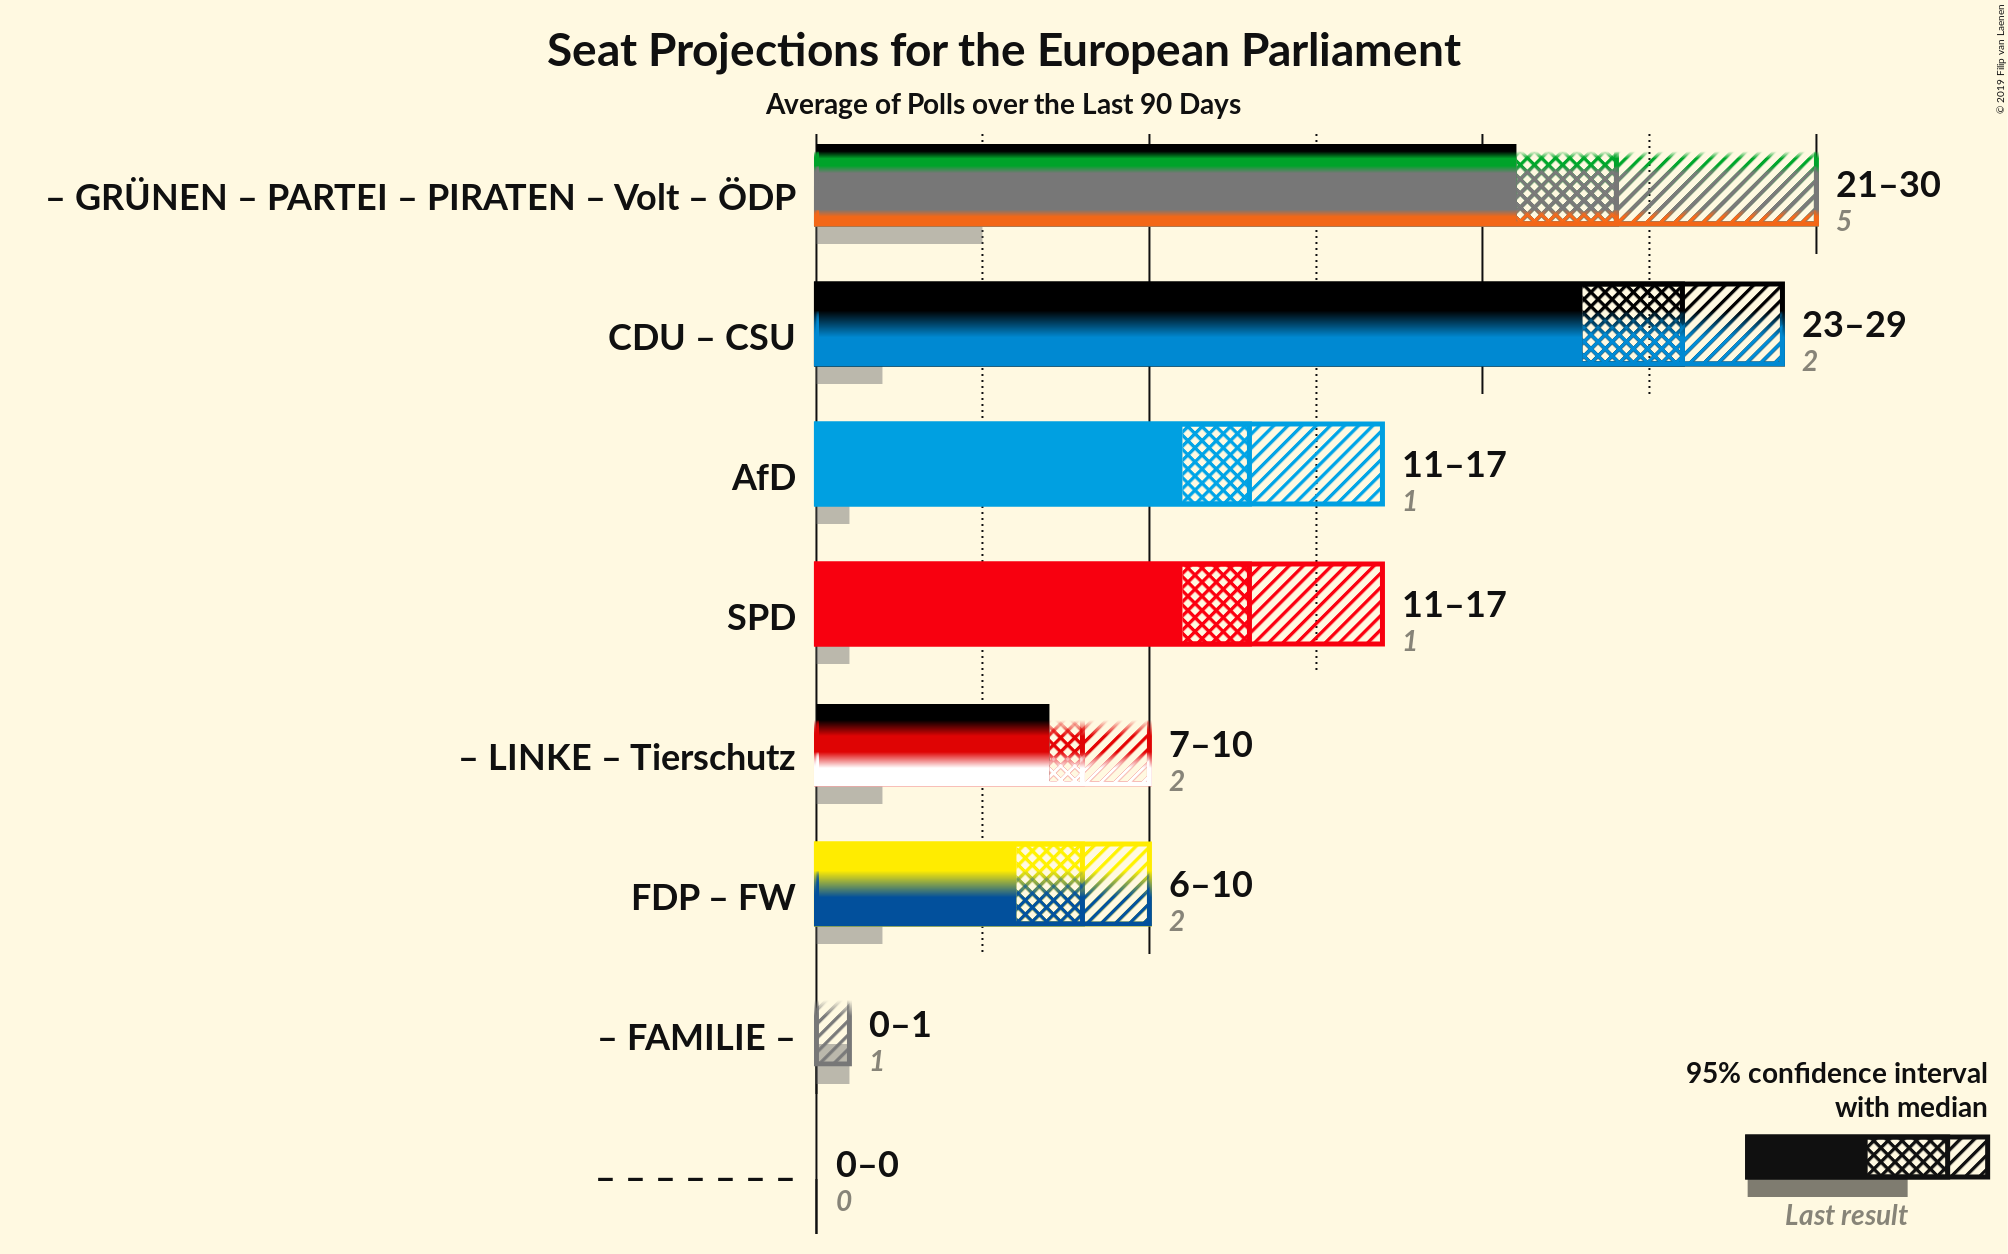 Seat Projections for the European Parliament
Average of Polls over the Last 90 Days
© 2019 Filip van Laenen
– GRÜNEN – PARTEI – PIRATEN – Volt – ÖDP
21–30
5
CDU – CSU
23–29
2
AfD
11–17
1
SPD
11–17
1
– LINKE – Tierschutz
7–10
2
FDP – FW
6–10
2
– FAMILIE –
0–1
1
– – – – – – –
0–0
0
95% confidence interval
with median
Last result